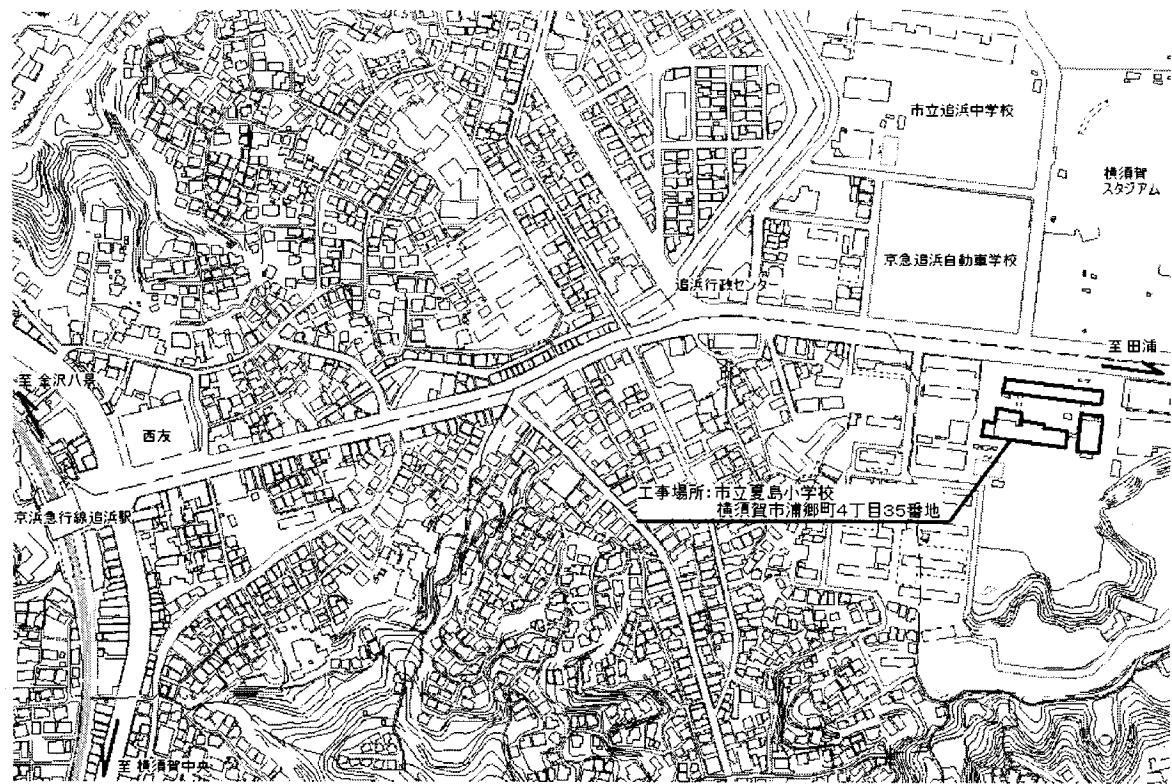 市立追浜中学校
横須賀
スタジアム
京急追浜自動車学校
追浜行政センター
至 田浦
至 金沢八景
西友
京浜急行線追浜駅
工事場所:市立夏島小学校
横須賀市浦郷町4丁目35番地
至 横須賀中央